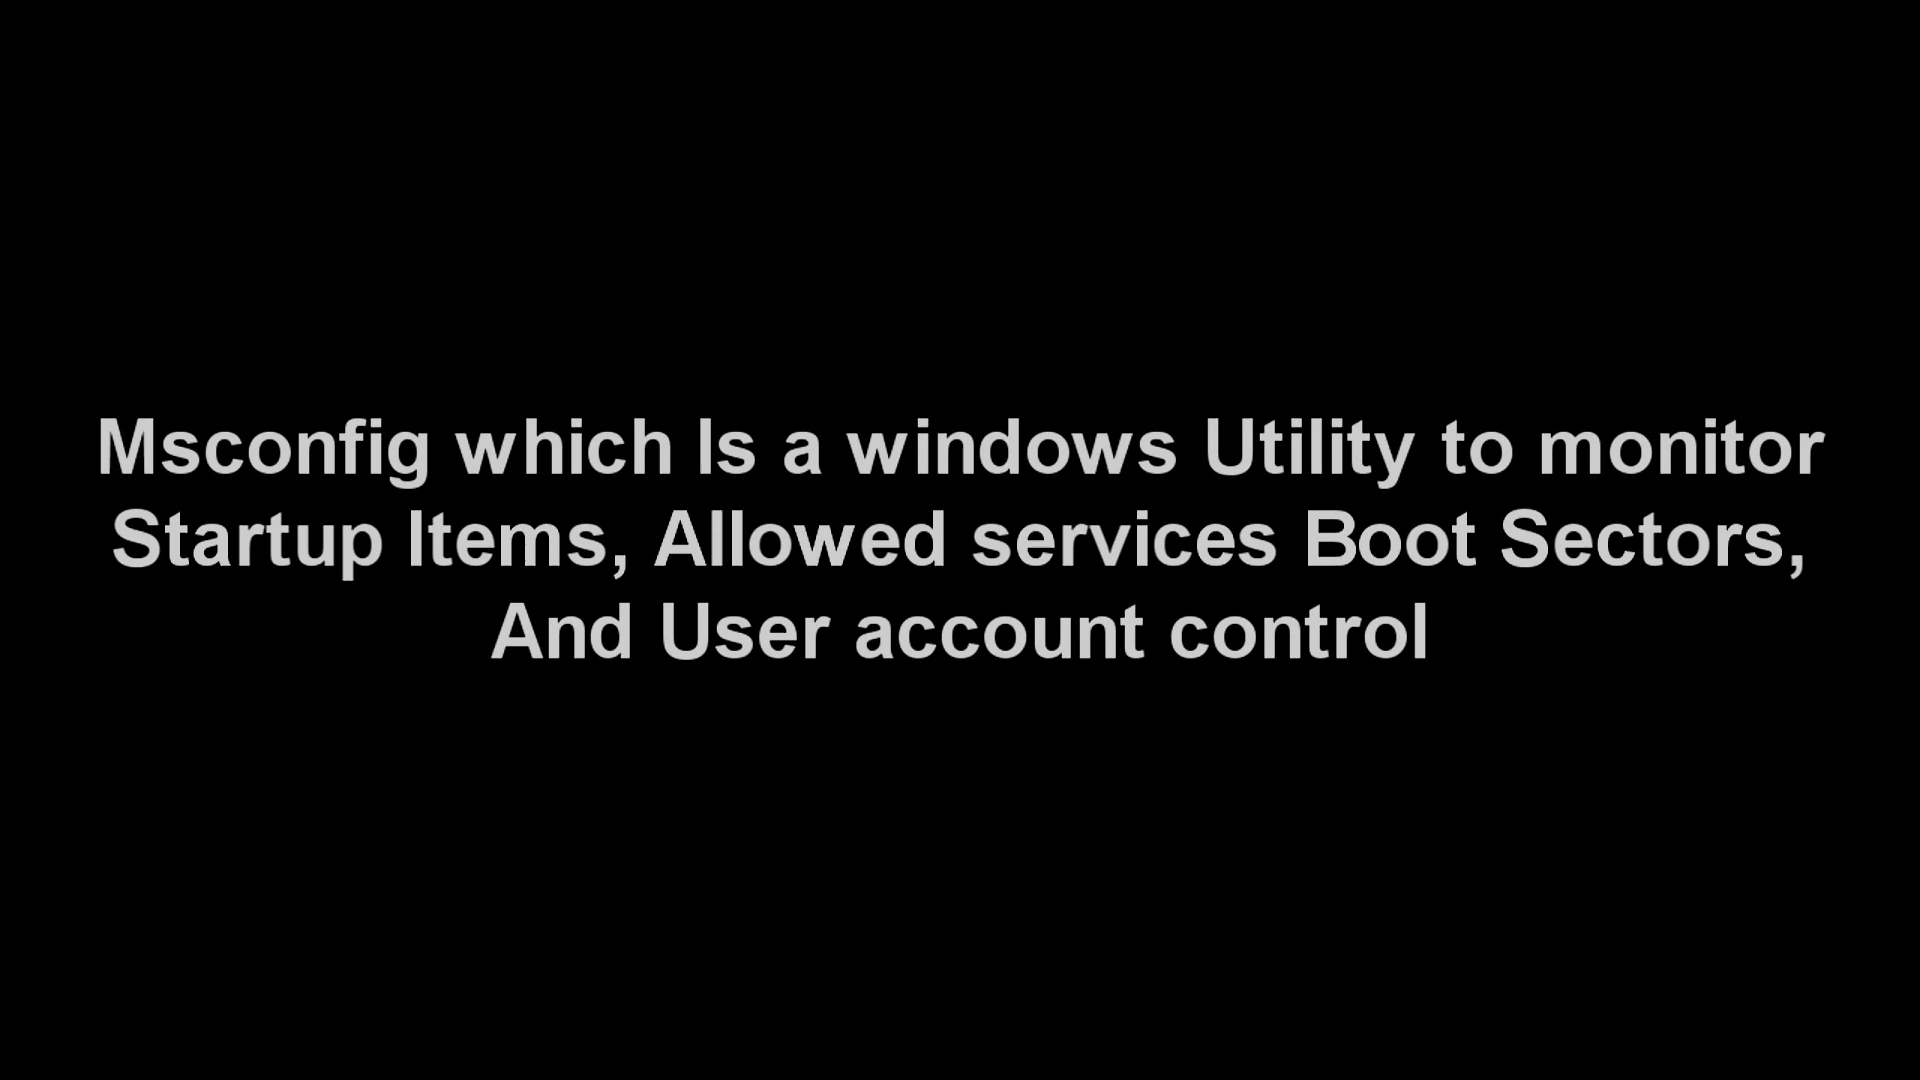 Msconfig which Is a windows Utility to monitor
Startup Items, Allowed services Boot Sectors,
And User account control